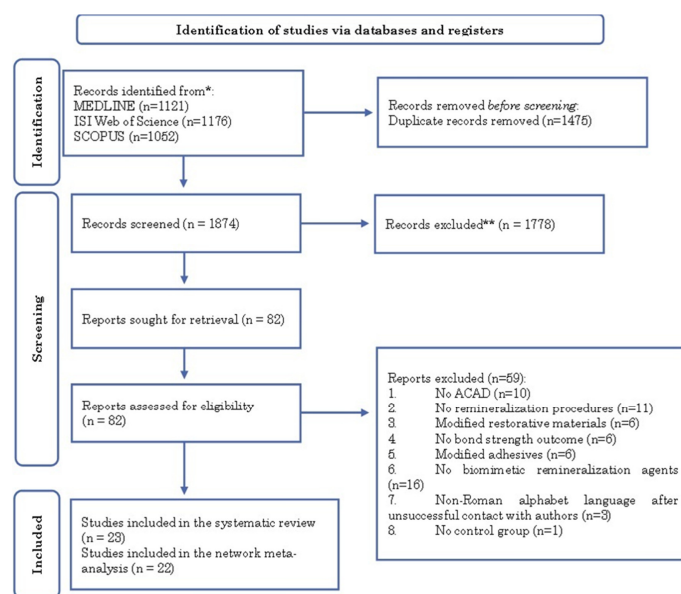 Identification of studies via databases and registers
Identification
Records identified from*:
MEDLINE (n=1121)
ISI Web of Science (n=1176)
SCOPUS (n=1052)
Records removed before screening:
Duplicate records removed (n=1475)
Screening
Records screened (n = 1874)
Records excluded** (n = 1778)
Reports sought for retrieval (n = 82)
Reports assessed for eligibility
(n = 82)
Reports excluded (n=59):
1. No ACAD (n=10)
2. No remineralization procedures (n=11)
3. Modified restorative materials (n=6)
4. No bond strength outcome (n=6)
5. Modified adhesives (n=6)
6. No biomimetic remineralization agents
(n=16)
7. Non-Roman alphabet language after
unsuccessful contact with authors (n=3)
8. No control group (n=1)
Included
Studies included in the systematic review
(n = 23)
Studies included in the network meta-
analysis (n = 22)